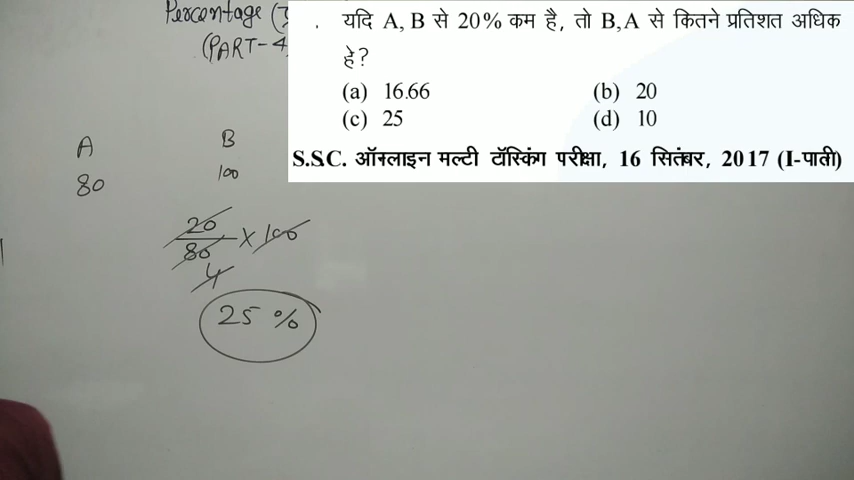 Percentage
(PART-4
. यदि A, B से 20% कम है, तो B,A से कितने प्रतिशत अधिक
है?
(a) 16.66 (b) 20
(c) 25 (d) 10
S.S.C. ऑनलाइन मल्टी टॉस्किंग परीक्षा, 16 सितंबर, 2017 (I-पाली)
A B
80 100
20
80 × 100
4
25 %